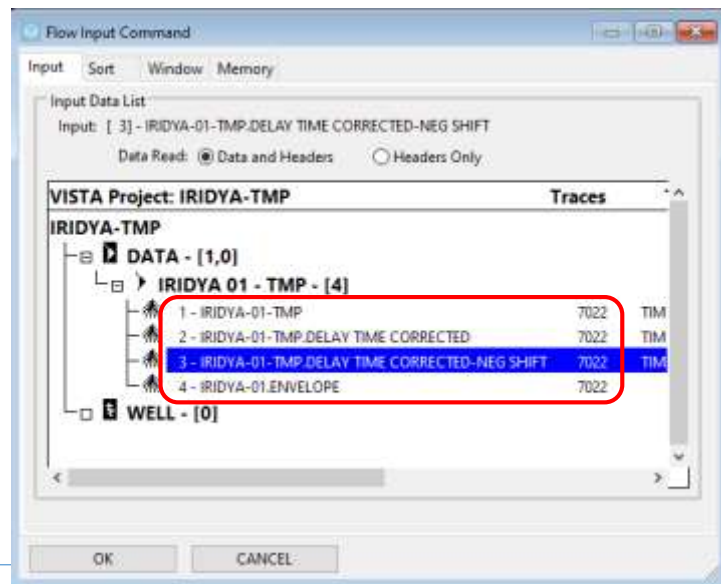 Flow Input Command
Input Sort Window Memory
Input Data List
Input: [ 3] - IRIDYA-01-TMP.DELAY TIME CORRECTED-NEG SHIFT
Data Read: Data and Headers Headers Only
VISTA Project: IRIDYA-TMP Traces
IRIDYA-TMP
DATA - [1,0]
IRIDYA 01 - TMP - [4]
1 - IRIDYA-01-TMP 7022 TIM
2 - IRIDYA-01-TMP.DELAY TIME CORRECTED 7022 TIM
3 - IRIDYA-01-TMP.DELAY TIME CORRECTED-NEG SHIFT 7022 TIM
4 - IRIDYA-01.ENVELOPE 7022
WELL - [0]
OK CANCEL